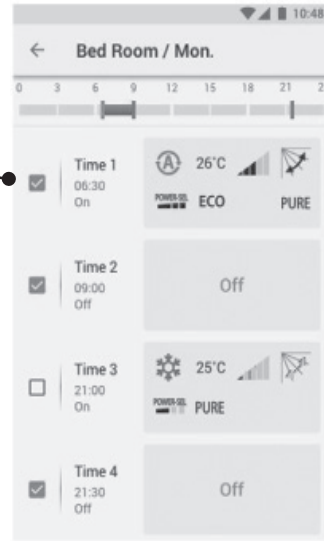 10:48
Bed Room / Mon.
0 3 6 9 12 15 18 21 2
Time 1
06:30
On
A 26°C
POWER-SEL ECO PURE
Time 2
09:00
Off
Off
Time 3
21:00
On
25°C
POWER-SEL PURE
Time 4
21:30
Off
Off